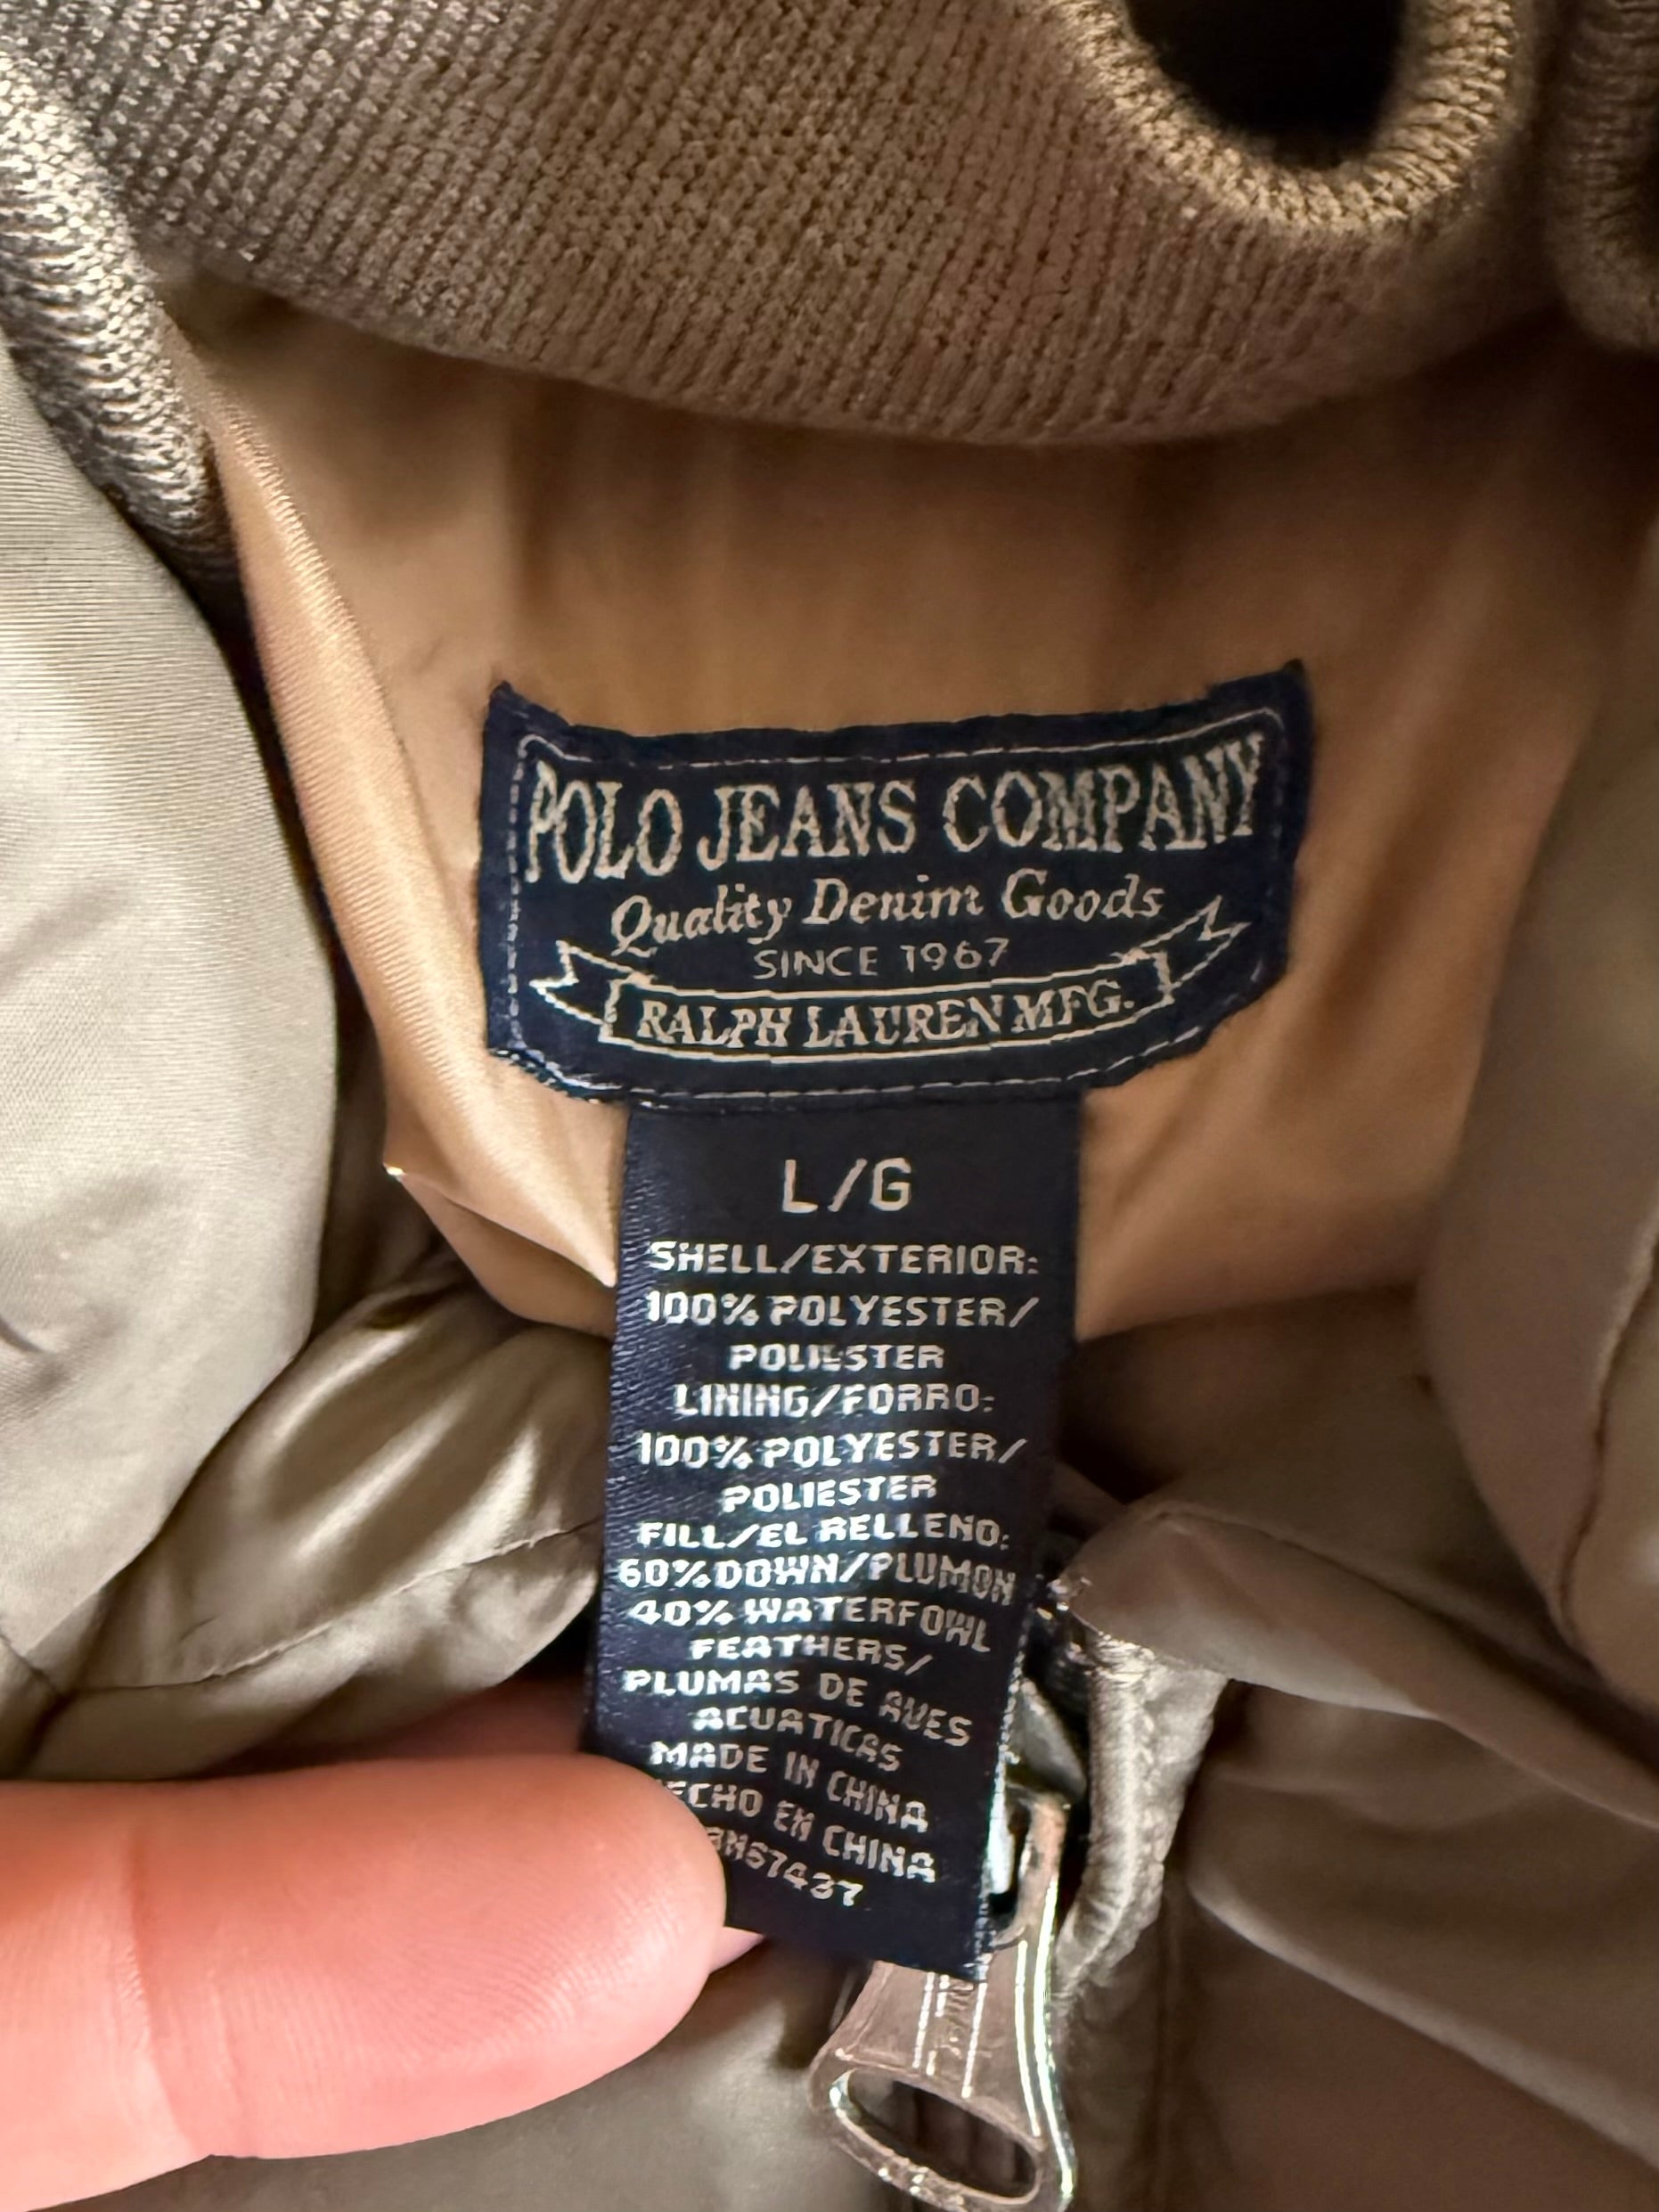 POLO JEANS COMPANY
Quality Denim Goods
SINCE 1967
RALPH LAUREN MFG.
L/G
SHELL/EXTERIOR:
100% POLYESTER/
POLIESTER
LINING/FORRO:
100% POLYESTER/
POLIESTER
FILL/EL RELLENO:
60% DOWN/PLUMON
40% WATERFOWL
FEATHERS/
PLUMAS DE AVES
ACUATICAS
MADE IN CHINA
ECHO EN CHINA